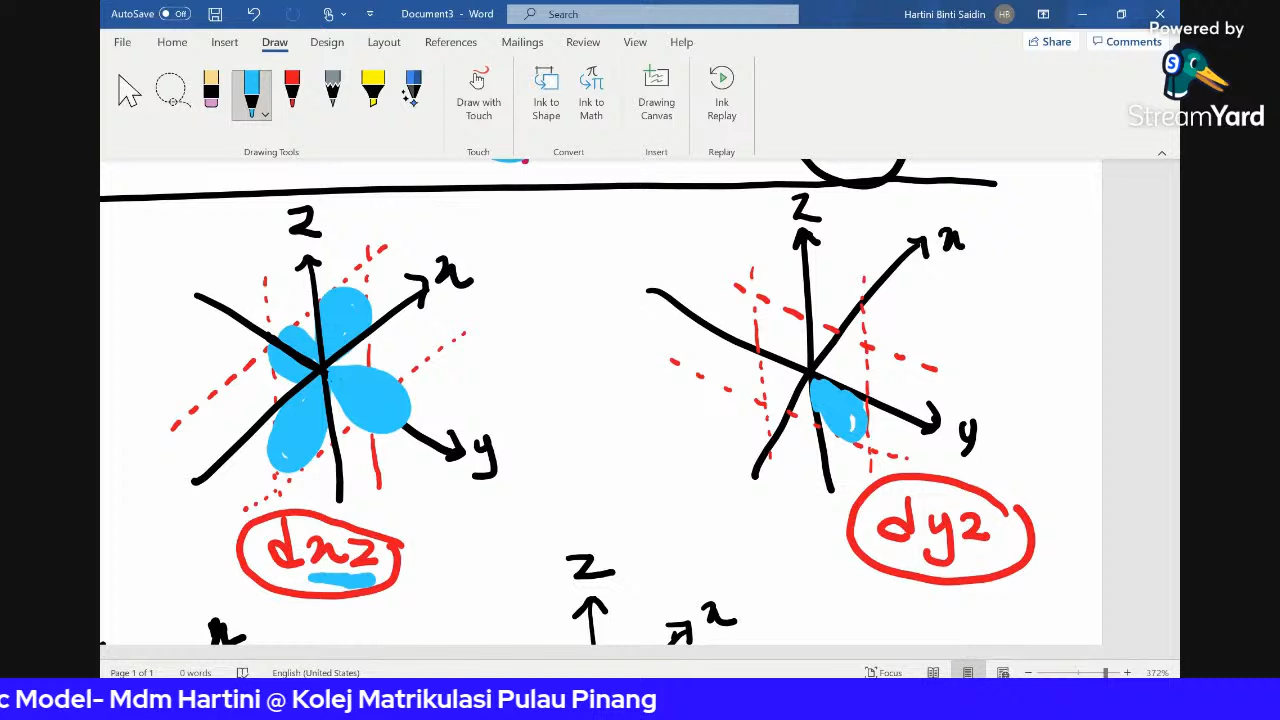 AutoSave Off Document3 - Word Search Hartini Binti Saidin HB
Powered by
StreamYard
File Home Insert Draw Design Layout References Mailings Review View Help Share Comments
Draw with Touch
Ink to Shape
Ink to Math
Drawing Canvas
Ink Replay
Drawing Tools Touch Convert Insert Replay
z
x
y
dxz
z
x
y
dyz
x
z
x
Page 1 of 1 0 words English (United States) Focus 372%
c Model- Mdm Hartini @ Kolej Matrikulasi Pulau Pinang